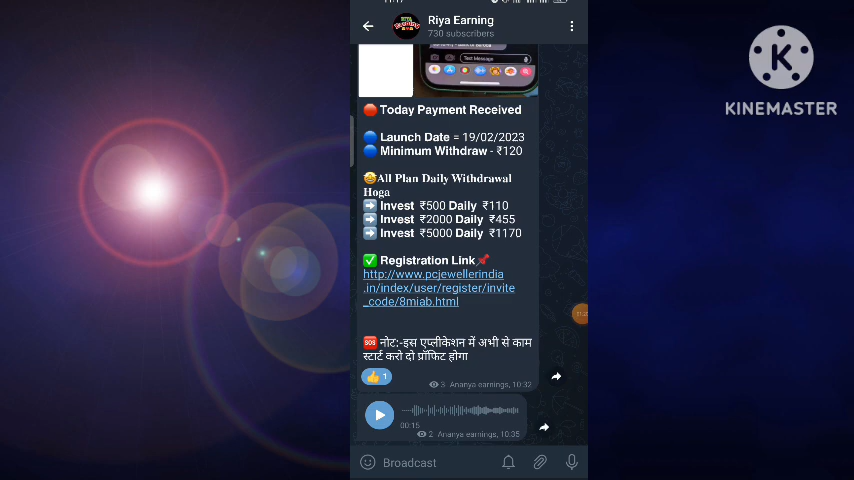 Riya Earning
730 subscribers
Text Message
🔴 Today Payment Received
🔵 Launch Date = 19/02/2023
🔵 Minimum Withdraw - ₹120
🤩All Plan Daily Withdrawal
Hoga
➡️ Invest ₹500 Daily ₹110
➡️ Invest ₹2000 Daily ₹455
➡️ Invest ₹5000 Daily ₹1170
✅ Registration Link📌
http://www.pcjewellerindia
.in/index/user/register/invite
_code/8miab.html
🆘 नोट:-इस एप्लीकेशन में अभी से काम
स्टार्ट करो दो प्रॉफिट होगा
👍 1
3 Ananya earnings, 10:32
00:15
2 Ananya earnings, 10:35
Broadcast
K
KINEMASTER